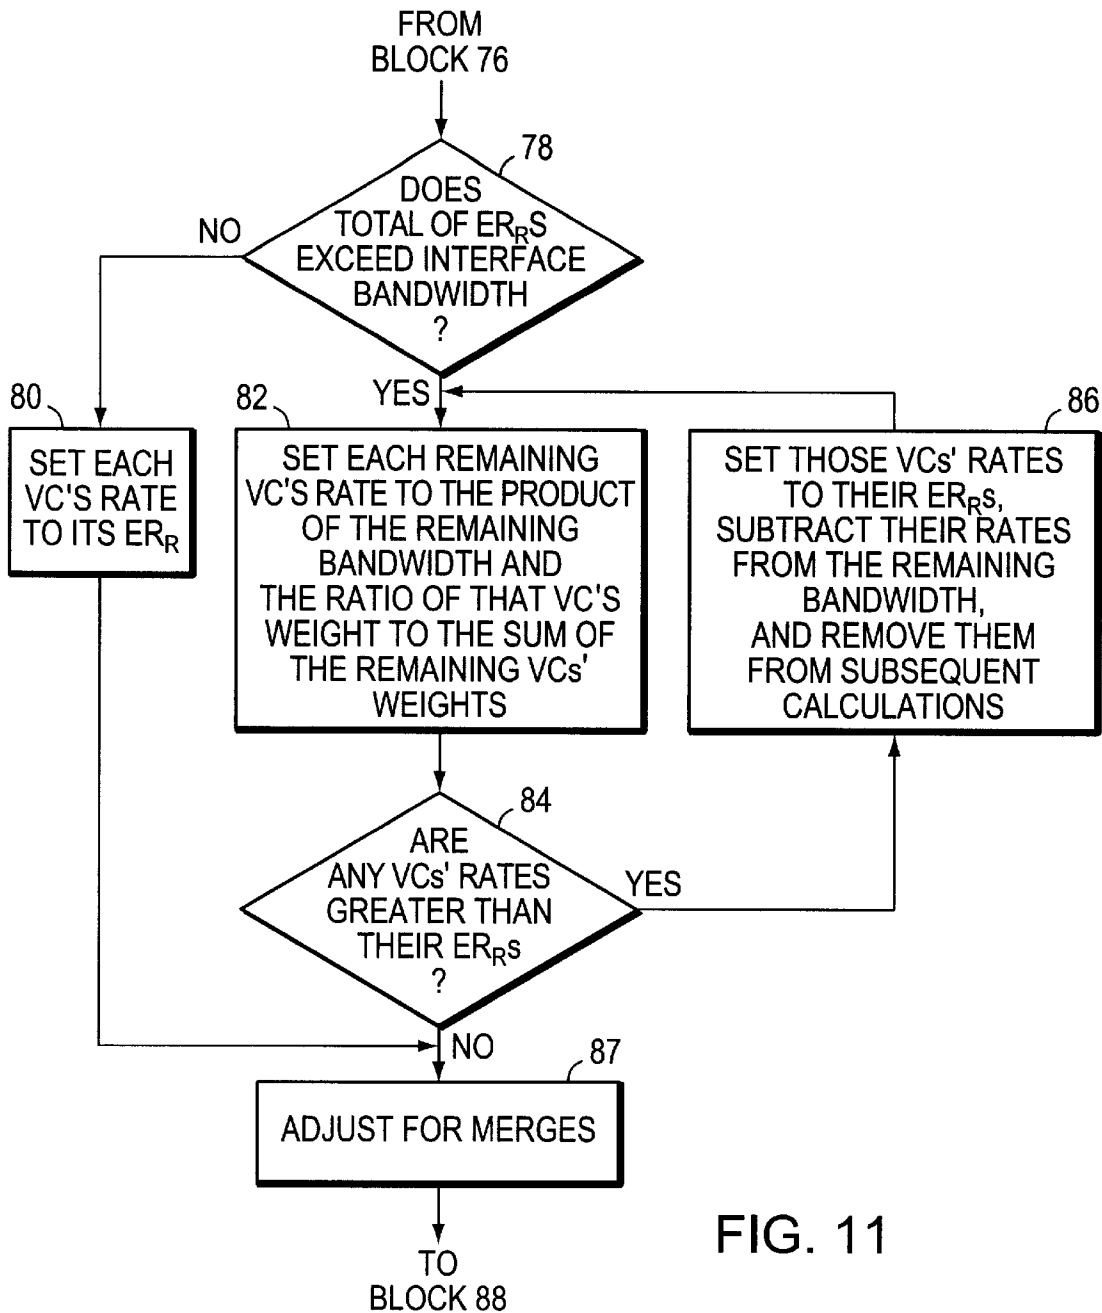 FROM
BLOCK 76
78
DOES
TOTAL OF ERRS
EXCEED INTERFACE
BANDWIDTH
?
NO
YES
80
SET EACH
VC'S RATE
TO ITS ERR
82
SET EACH REMAINING
VC'S RATE TO THE PRODUCT
OF THE REMAINING
BANDWIDTH AND
THE RATIO OF THAT VC'S
WEIGHT TO THE SUM OF
THE REMAINING VCs'
WEIGHTS
86
SET THOSE VCs' RATES
TO THEIR ERRs,
SUBTRACT THEIR RATES
FROM THE REMAINING
BANDWIDTH,
AND REMOVE THEM
FROM SUBSEQUENT
CALCULATIONS
84
ARE
ANY VCs' RATES
GREATER THAN
THEIR ERRs
?
YES
NO
87
ADJUST FOR MERGES
TO
BLOCK 88
FIG. 11